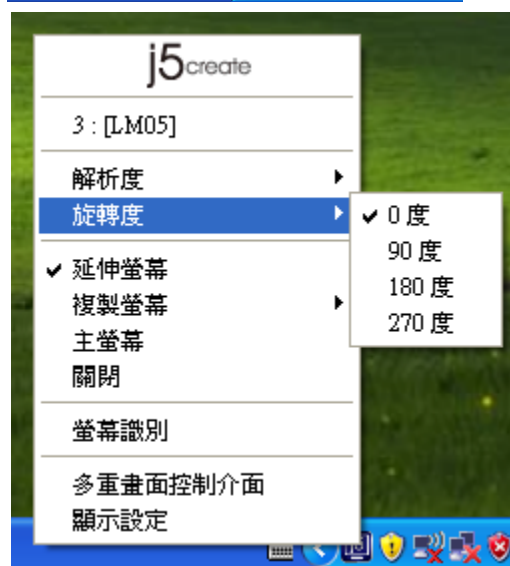 j5create
3 : [LM05]
解析度
旋轉度
0 度
90 度
180 度
270 度
延伸螢幕
複製螢幕
主螢幕
關閉
螢幕識別
多重畫面控制介面
顯示設定